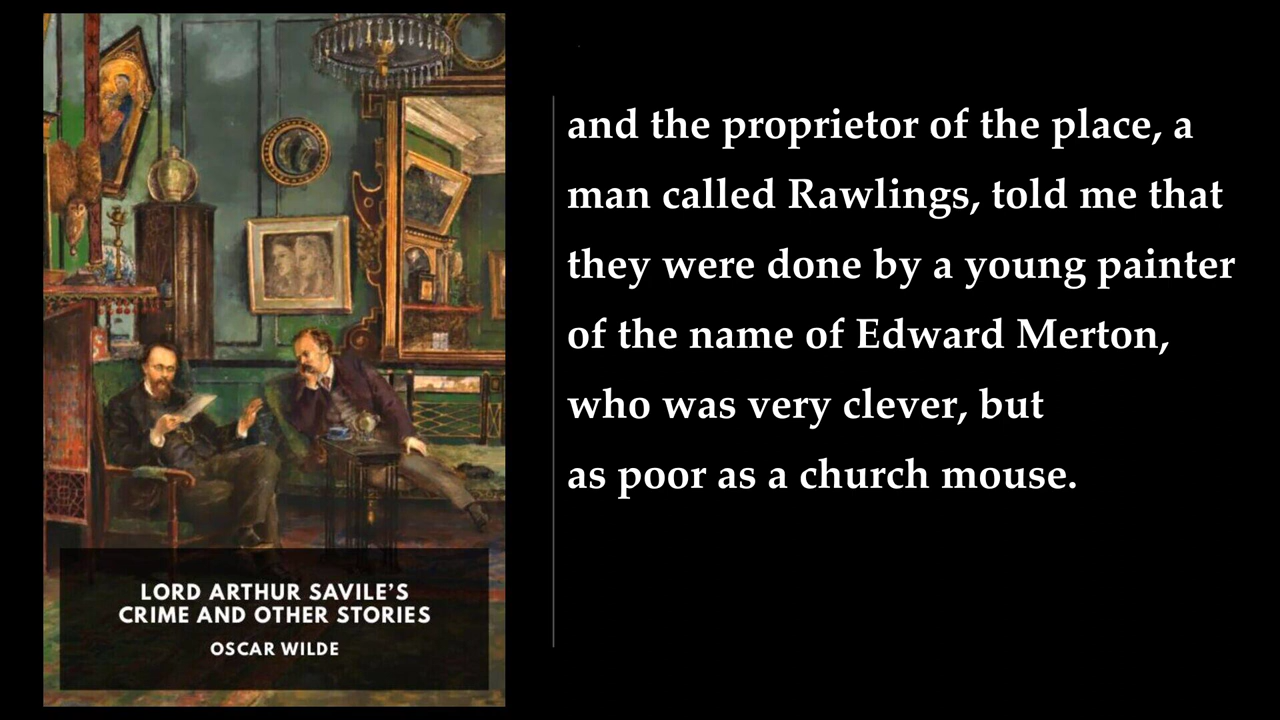 and the proprietor of the place, a
man called Rawlings, told me that
they were done by a young painter
of the name of Edward Merton,
who was very clever, but
as poor as a church mouse.
LORD ARTHUR SAVILE’S
CRIME AND OTHER STORIES
OSCAR WILDE